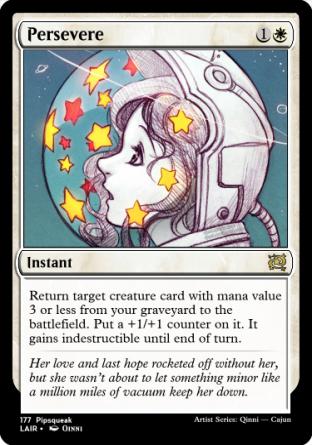 Persevere 1
Instant
Return target creature card with mana value
3 or less from your graveyard to the
battlefield. Put a +1/+1 counter on it. It
gains indestructible until end of turn.
Her love and last hope rocketed off without her,
but she wasn't about to let something minor like
a million miles of vacuum keep her down.
177 Pipsqueak
Artist Series: Qinni — Cajun
LAIR • Qinni